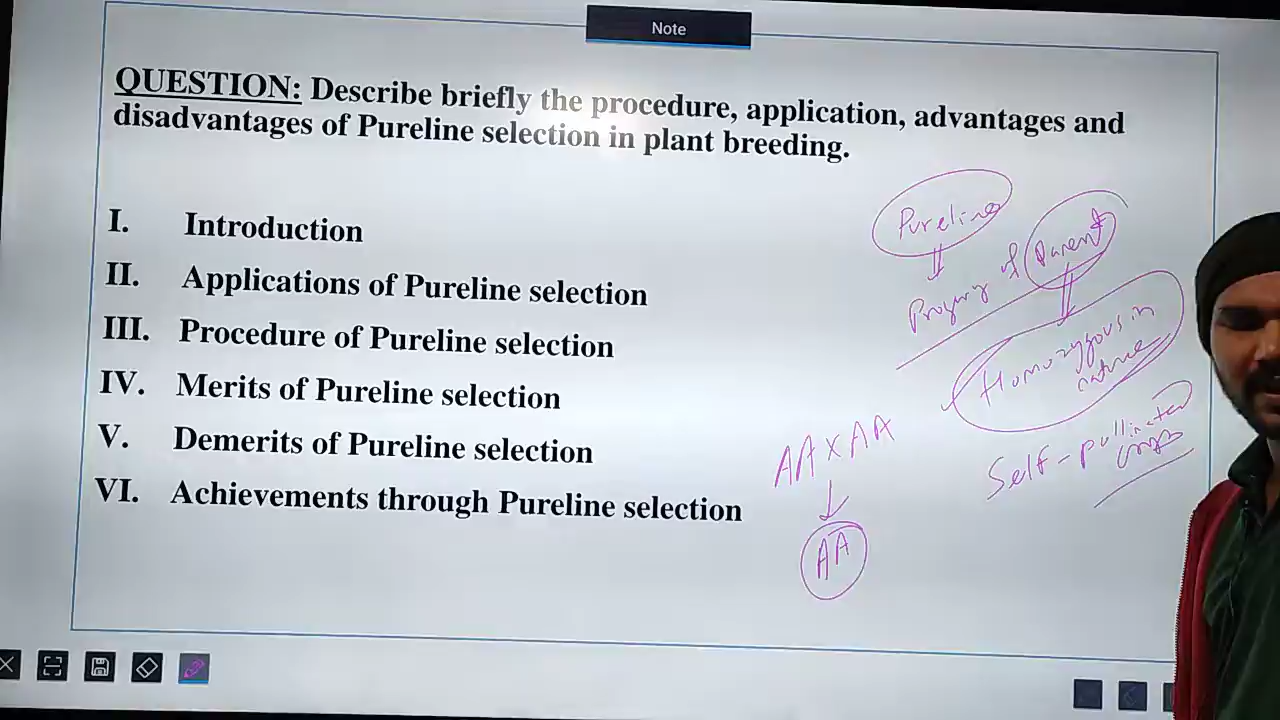 Note
QUESTION: Describe briefly the procedure, application, advantages and
disadvantages of Pureline selection in plant breeding.
I. Introduction
II. Applications of Pureline selection
III. Procedure of Pureline selection
IV. Merits of Pureline selection
V. Demerits of Pureline selection
VI. Achievements through Pureline selection
Pureline
of Parent
Homozygous in
nature
Self-pollinated
crops
AA x AA
AA